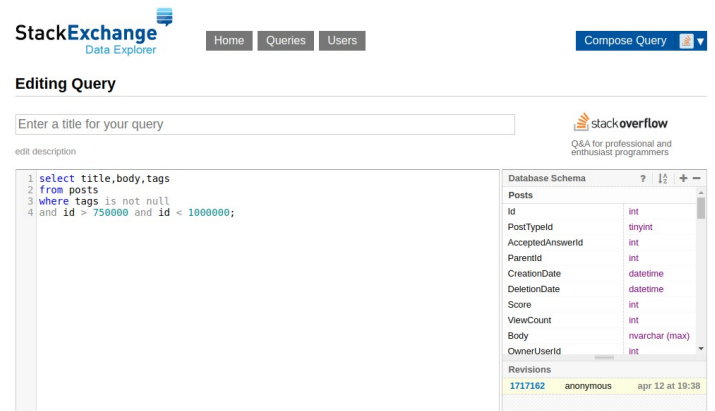 StackExchange
Data Explorer
Home Queries Users
Compose Query
Editing Query
Enter a title for your query
stackoverflow
Q&A for professional and
enthusiast programmers
edit description
1 select title,body,tags
2 from posts
3 where tags is not null
4 and id > 750000 and id < 1000000;
Database Schema ? A Z + −
Posts
Id int
PostTypeId tinyint
AcceptedAnswerId int
ParentId int
CreationDate datetime
DeletionDate datetime
Score int
ViewCount int
Body nvarchar (max)
OwnerUserId int
Revisions
1717162 anonymous apr 12 at 19:38